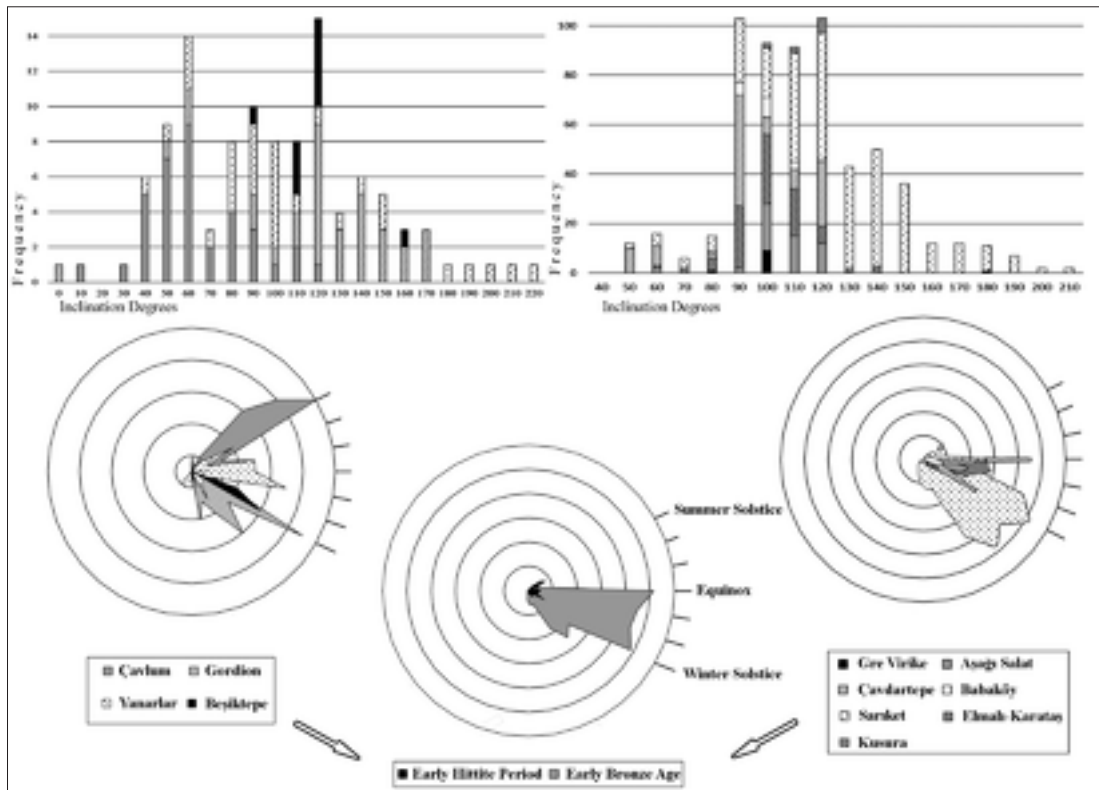 14
12
10
8
6
4
2
0
Frequency
0 10 20 30 40 50 60 70 80 90 100 110 120 130 140 150 160 170 180 190 200 210 220
Inclination Degrees
100
80
60
40
20
0
Frequency
40 50 60 70 80 90 100 110 120 130 140 150 160 170 180 190 200 210
Inclination Degrees
Summer Solstice
Equinox
Winter Solstice
Çavlum Gordion
Yanarlar Beşiktepe
Gre Virike Aşağı Salat
Çavdartepe Babaköy
Sarıket Elmalı-Karataş
Kusura
Early Hittite Period Early Bronze Age